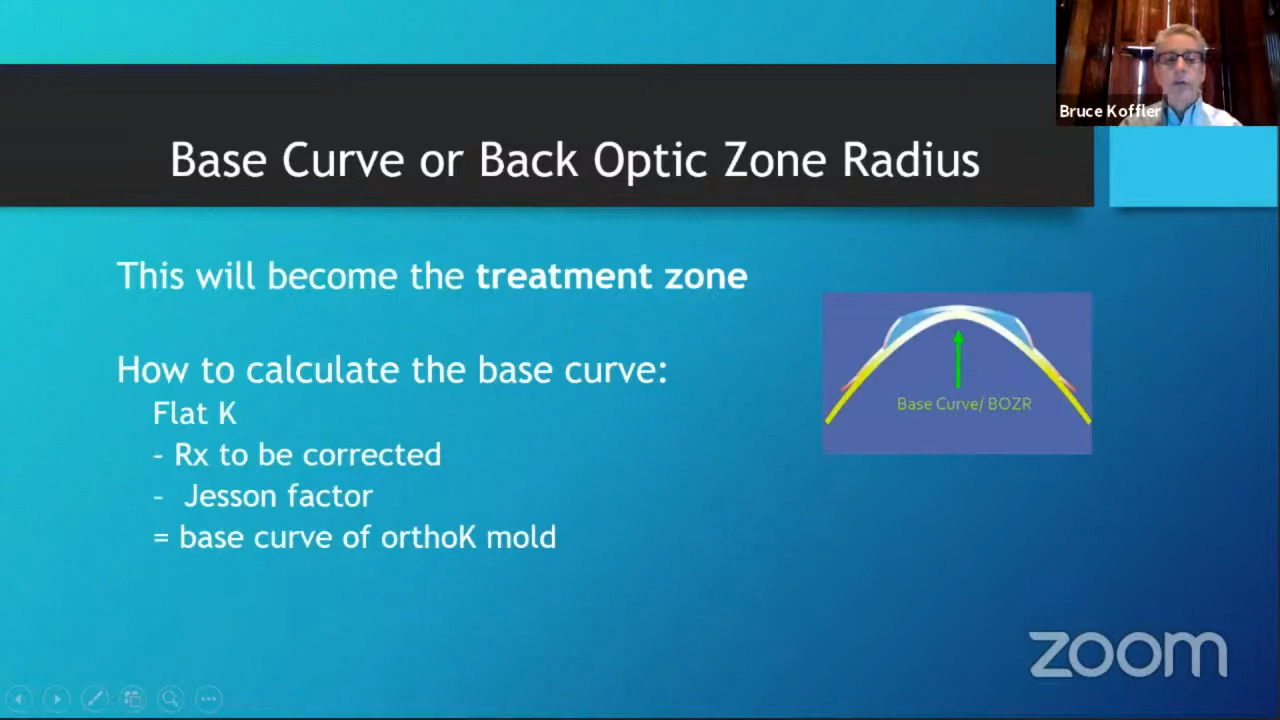 Bruce Koffler
Base Curve or Back Optic Zone Radius
This will become the treatment zone
How to calculate the base curve:
Flat K
- Rx to be corrected
- Jesson factor
= base curve of orthoK mold
Base Curve/ BOZR
zoom